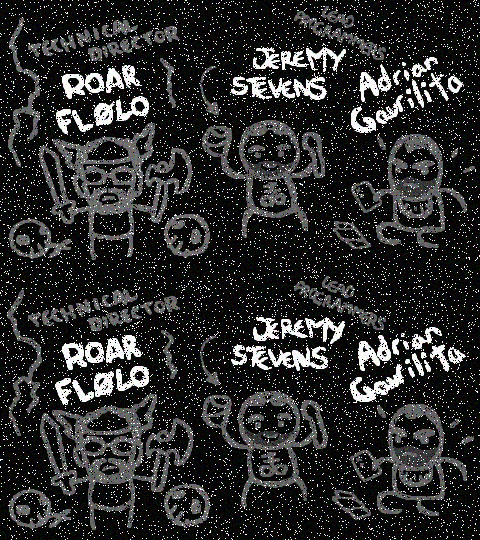 TECHNICAL
DIRECTOR
ROAR
FLØLO
LEAD
PROGRAMMERS
JEREMY
STEVENS
Adrian
Gavrilita
TECHNICAL
DIRECTOR
ROAR
FLØLO
LEAD
PROGRAMMERS
JEREMY
STEVENS
Adrian
Gavrilita